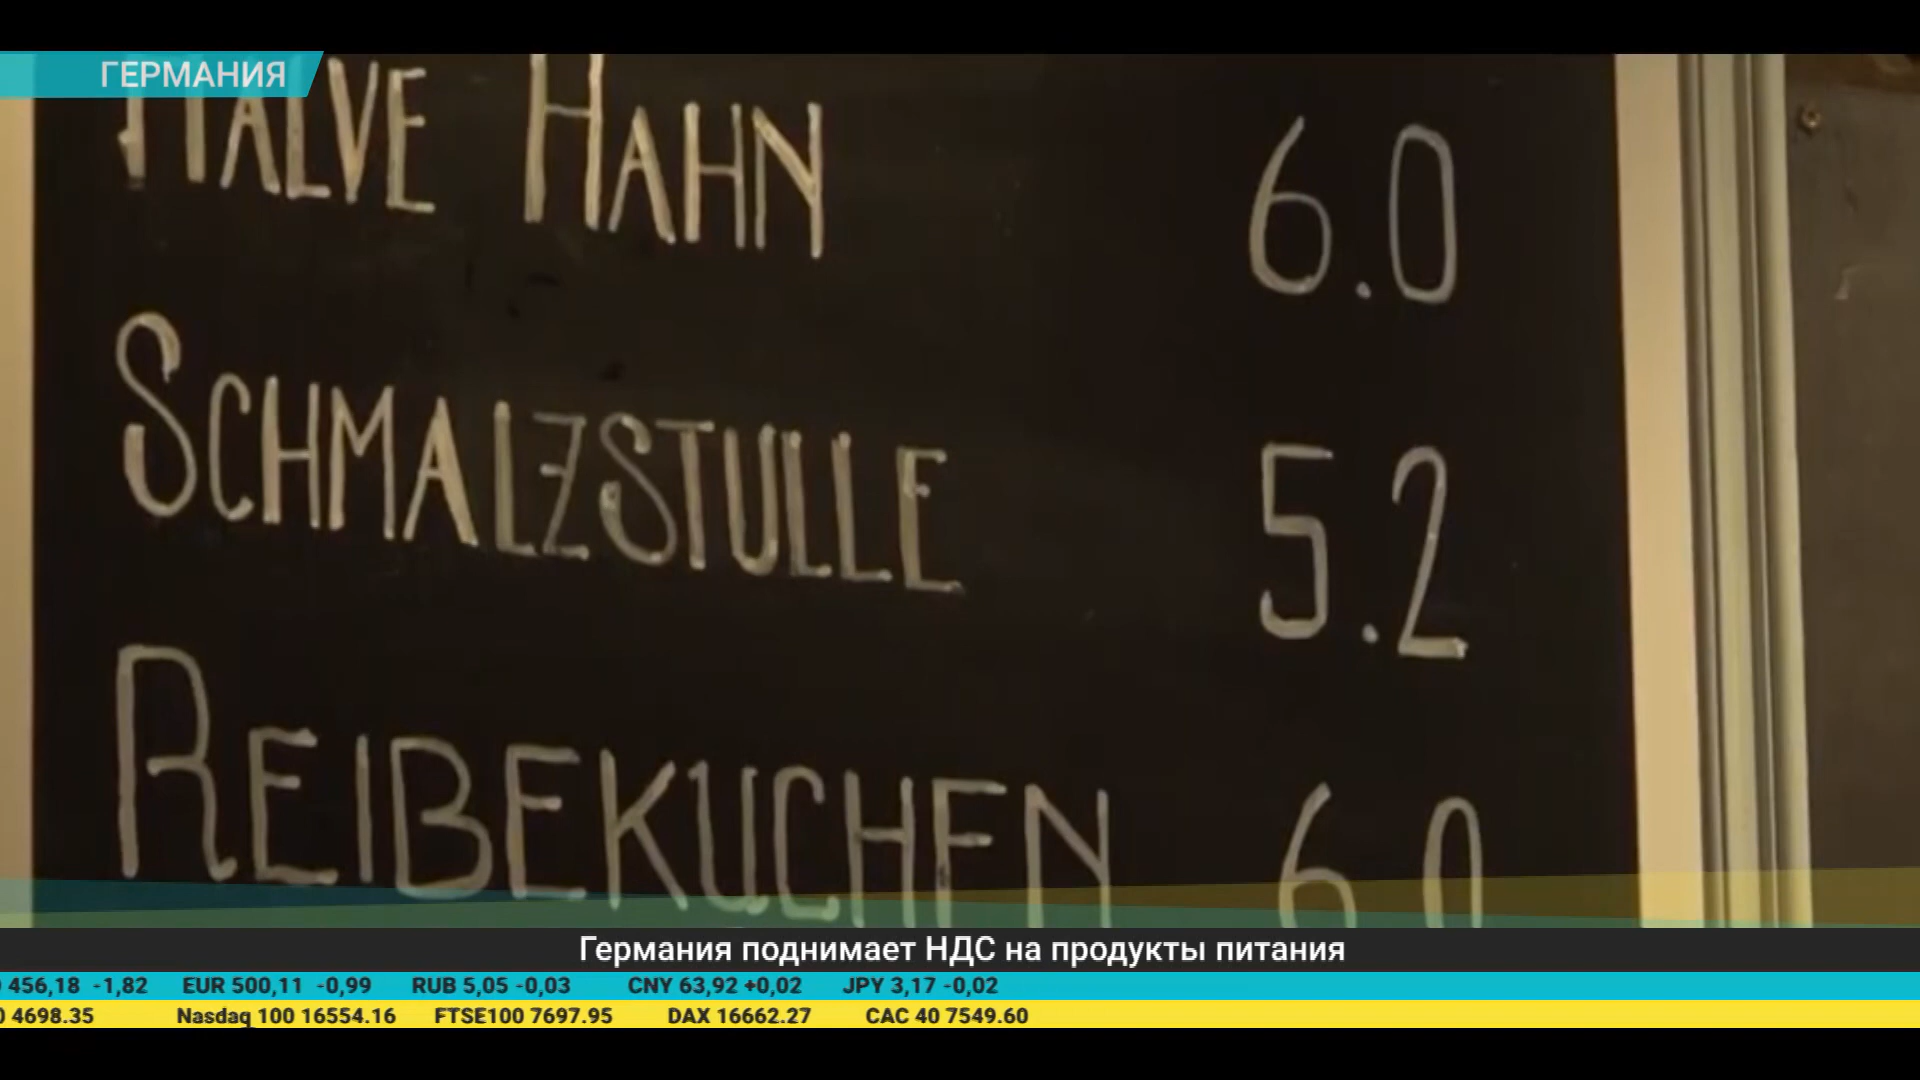 ГЕРМАНИЯ
HALVE HAHN 6.0
SCHMALZSTULLE 5.2
REIBEKUCHEN 6.0
Германия поднимает НДС на продукты питания
456,18 -1,82 EUR 500,11 -0,99 RUB 5,05 -0,03 CNY 63,92 +0,02 JPY 3,17 -0,02
4698.35 Nasdaq 100 16554.16 FTSE100 7697.95 DAX 16662.27 CAC 40 7549.60